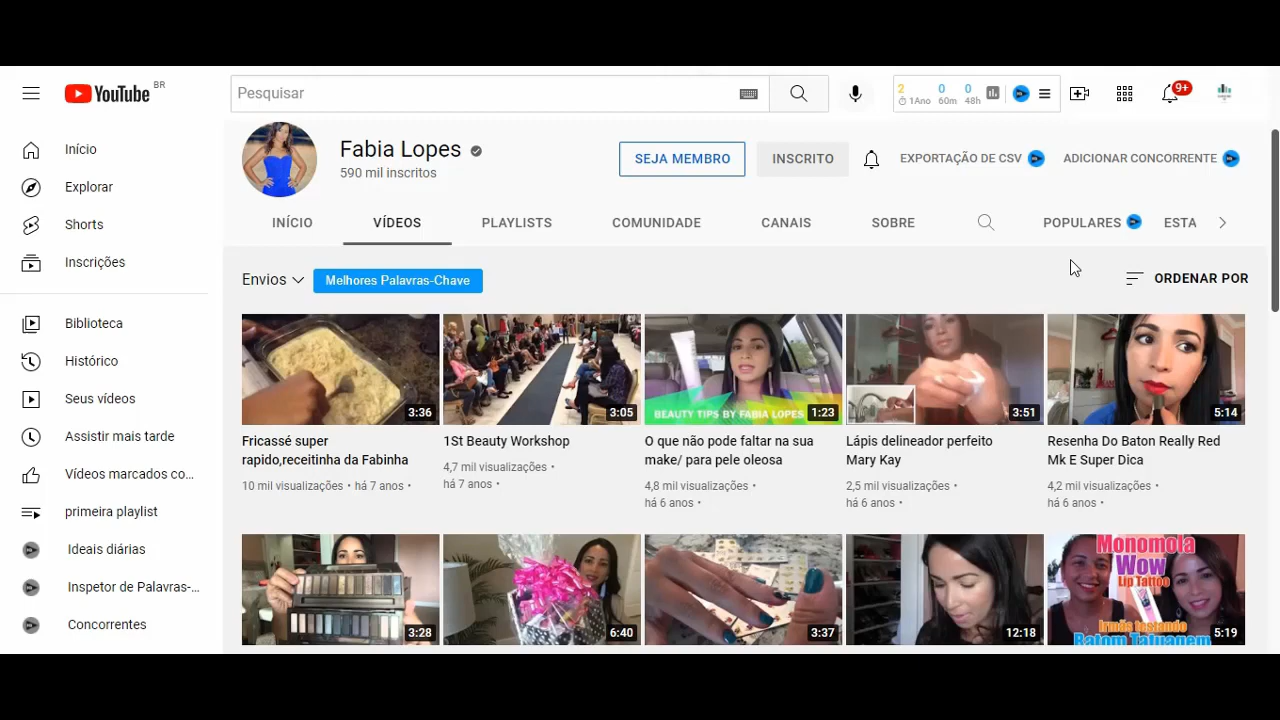 YouTube BR
Pesquisar
2 0 0
1Ano 60m 48h
9+
Início
Explorar
Shorts
Inscrições
Biblioteca
Histórico
Seus vídeos
Assistir mais tarde
Vídeos marcados co...
primeira playlist
Ideais diárias
Inspetor de Palavras-...
Concorrentes
Fabia Lopes
590 mil inscritos
SEJA MEMBRO
INSCRITO
EXPORTAÇÃO DE CSV
ADICIONAR CONCORRENTE
INÍCIO
VÍDEOS
PLAYLISTS
COMUNIDADE
CANAIS
SOBRE
POPULARES
ESTA
Envios
Melhores Palavras-Chave
ORDENAR POR
3:36
Fricassé super
rapido,receitinha da Fabinha
10 mil visualizações • há 7 anos •
3:05
1St Beauty Workshop
4,7 mil visualizações •
há 7 anos •
BEAUTY TIPS BY FABIA LOPES
1:23
O que não pode faltar na sua
make/ para pele oleosa
4,8 mil visualizações •
há 6 anos •
3:51
Lápis delineador perfeito
Mary Kay
2,5 mil visualizações •
há 6 anos •
5:14
Resenha Do Baton Really Red
Mk E Super Dica
4,2 mil visualizações •
há 6 anos •
3:28
6:40
3:37
12:18
Monomola
Wow
Lip Tattoo
Irmãs testando
Batom Tatuagem
5:19